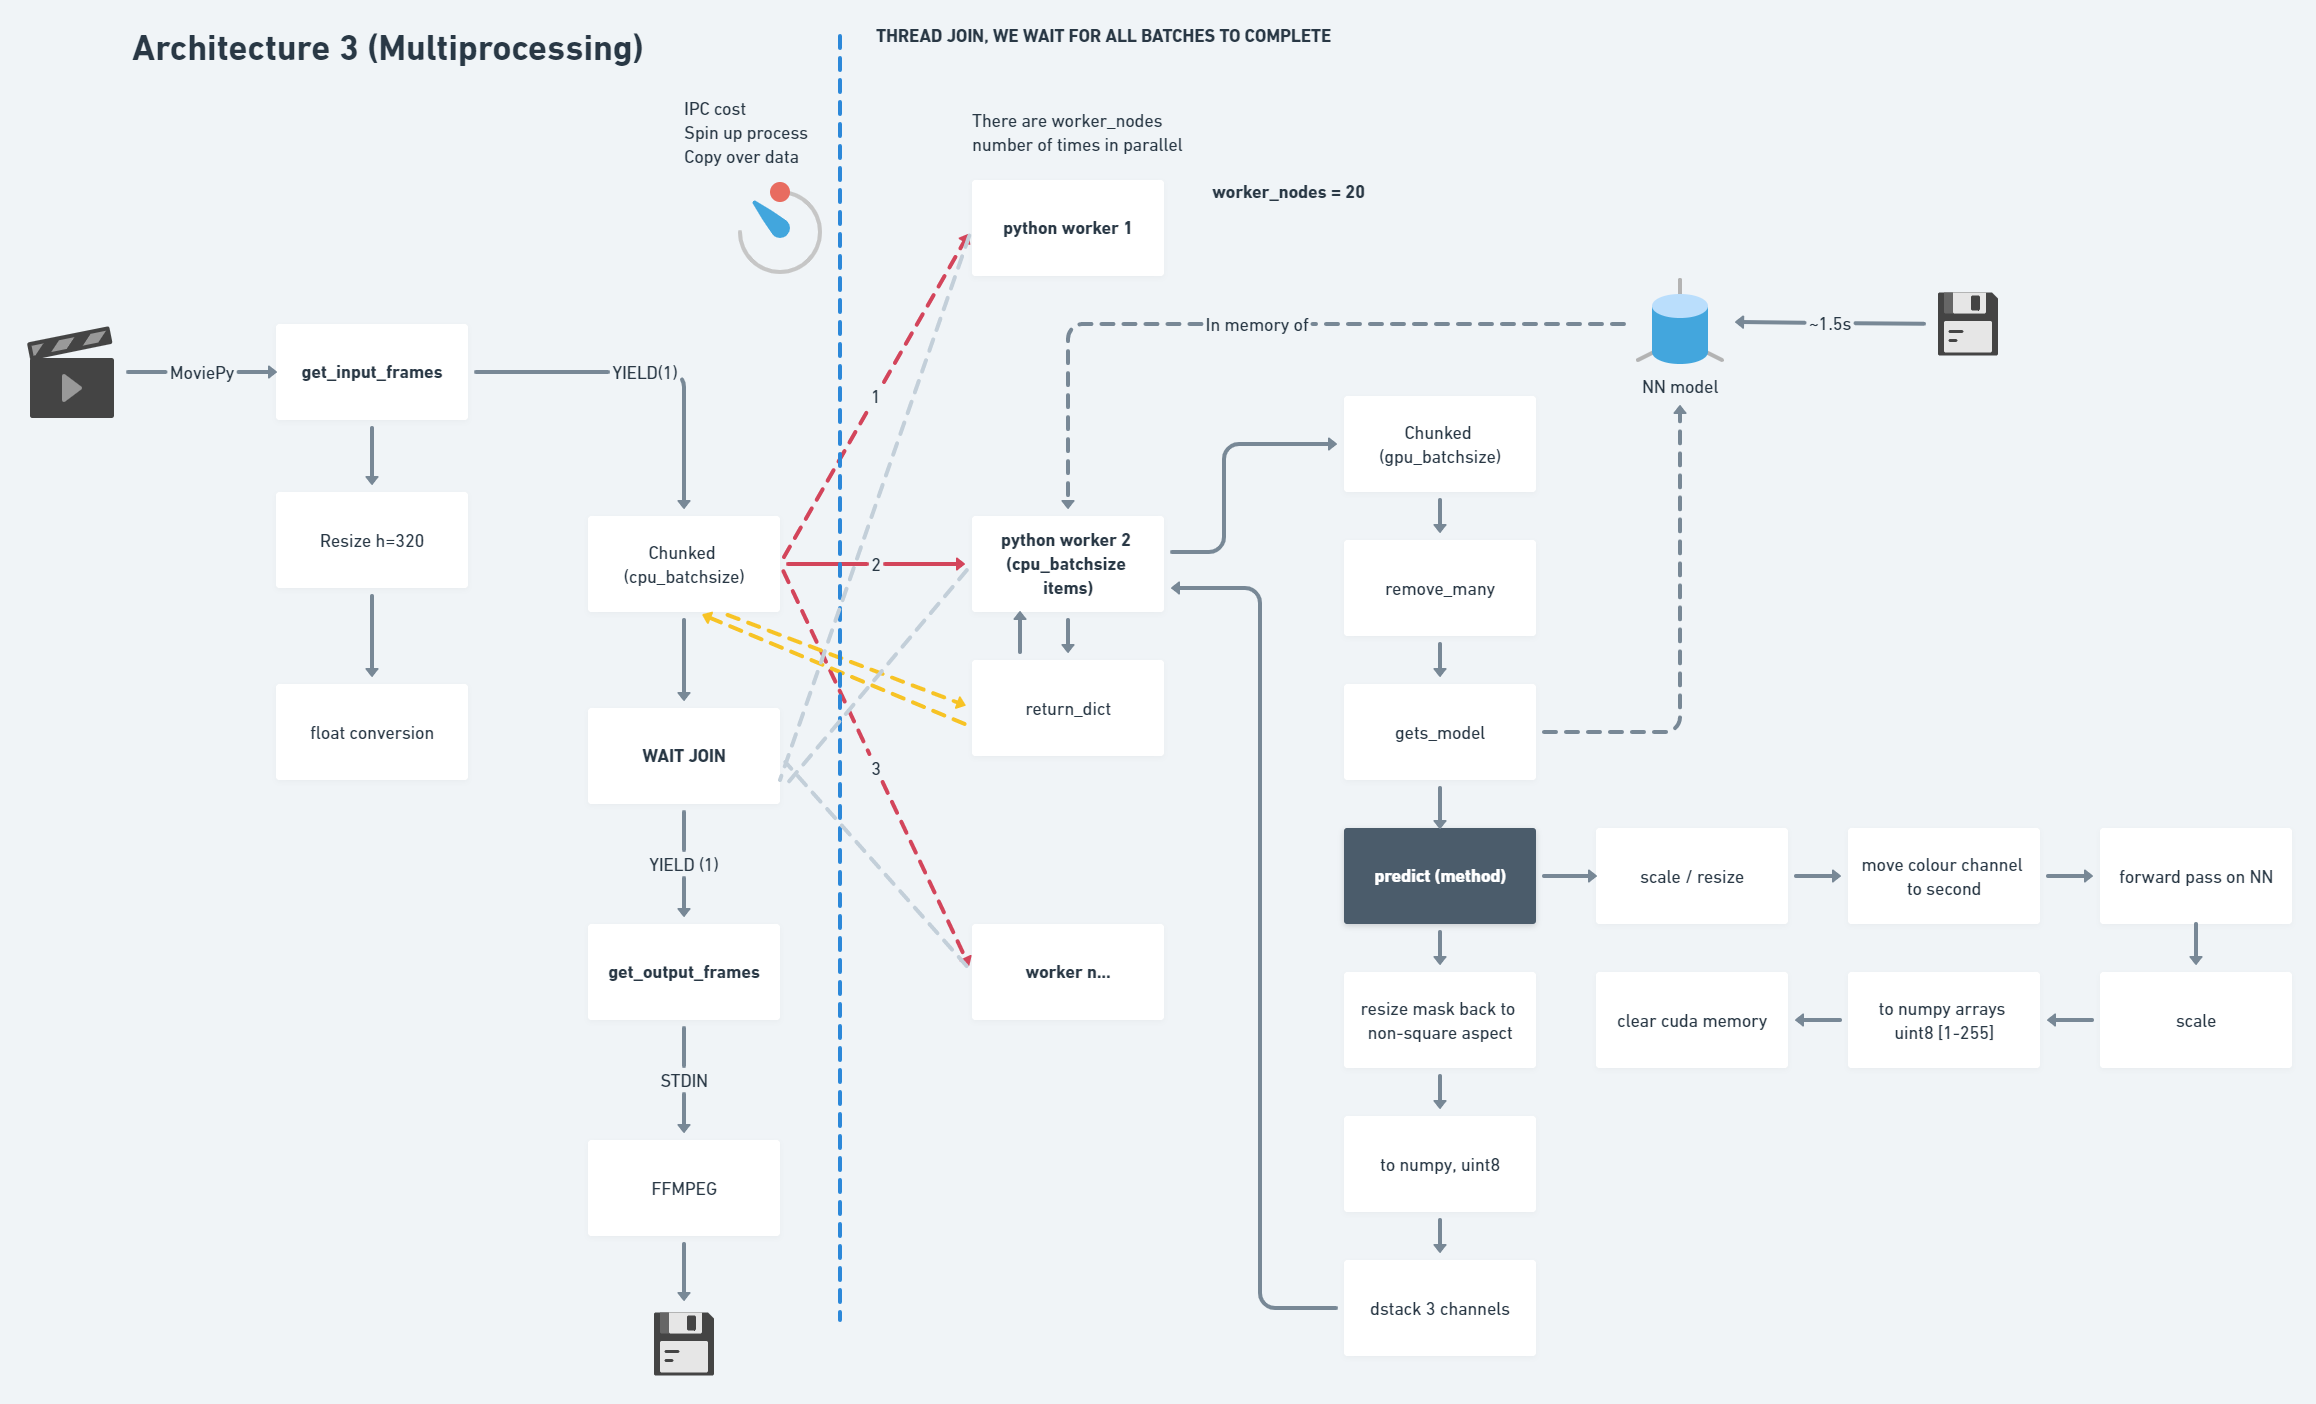 Architecture 3 (Multiprocessing)
THREAD JOIN, WE WAIT FOR ALL BATCHES TO COMPLETE
IPC cost
Spin up process
Copy over data
There are worker_nodes
number of times in parallel
worker_nodes = 20
python worker 1
In memory of
~1.5s
NN model
MoviePy
get_input_frames
YIELD(1)
1
Chunked
(gpu_batchsize)
Resize h=320
Chunked
(cpu_batchsize)
2
python worker 2
(cpu_batchsize
items)
remove_many
float conversion
WAIT JOIN
3
return_dict
gets_model
YIELD (1)
predict (method)
scale / resize
move colour channel
to second
forward pass on NN
get_output_frames
worker n...
resize mask back to
non-square aspect
clear cuda memory
to numpy arrays
uint8 [1-255]
scale
STDIN
FFMPEG
to numpy, uint8
dstack 3 channels